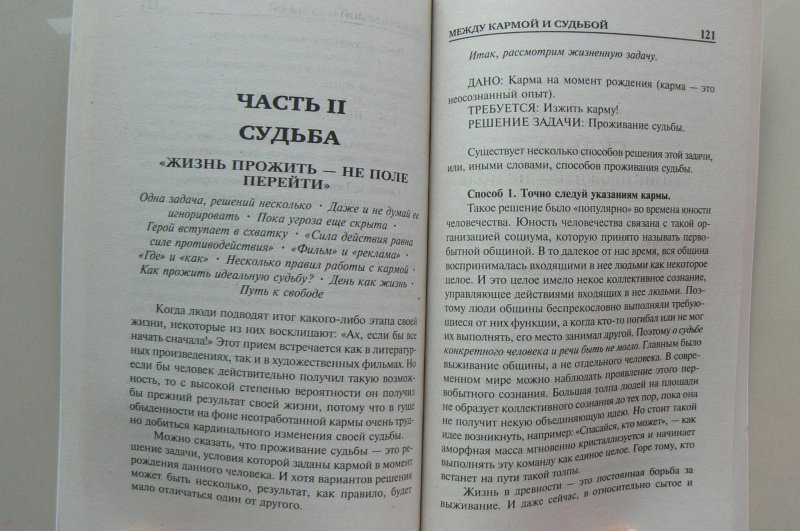 ЧАСТЬ II
СУДЬБА
«ЖИЗНЬ ПРОЖИТЬ — НЕ ПОЛЕ
ПЕРЕЙТИ»
Одна задача, решений несколько · Даже и не думай ее
игнорировать · Пока угроза еще скрыта ·
Герой вступает в схватку · «Сила действия равна
силе противодействия» · «Фильм» и «реклама» ·
«Где» и «как» · Несколько правил работы с кармой ·
Как прожить идеальную судьбу? · День как жизнь ·
Путь к свободе
Когда люди подводят итог какого-либо этапа своей
жизни, некоторые из них восклицают: «Ах, если бы все
начать сначала!» Этот прием встречается как в литератур-
ных произведениях, так и в художественных фильмах. Но
если бы человек действительно получил такую возмож-
ность, то с высокой степенью вероятности он получил
бы прежний результат своей жизни, потому что в гуще
обыденности на фоне неотработанной кармы очень труд-
но добиться кардинального изменения своей судьбы.
Можно сказать, что проживание судьбы — это ре-
шение задачи, условия которой заданы кармой в момент
рождения данного человека. И хотя вариантов решения
может быть несколько, результат, как правило, будет
мало отличаться один от другого.
МЕЖДУ КАРМОЙ И СУДЬБОЙ 121
Итак, рассмотрим жизненную задачу.
ДАНО: Карма на момент рождения (карма — это
неосознанный опыт).
ТРЕБУЕТСЯ: Изжить карму!
РЕШЕНИЕ ЗАДАЧИ: Проживание судьбы.
Существует несколько способов решения этой задачи,
или, иными словами, способов проживания судьбы.
Способ 1. Точно следуй указаниям кармы.
Такое решение было «популярно» во времена юности
человечества. Юность человечества связана с такой ор-
ганизацией социума, которую принято называть перво-
бытной общиной. В то далекое от нас время, вся община
воспринималась входящими в нее людьми как некоторое
целое. И это целое имело некое коллективное сознание,
управляющее действиями входящих в нее людьми. Поэ-
тому люди общины беспрекословно выполняли требую-
щиеся от них функции, а когда кто-то погибал или не мог
их выполнять, его место занимал другой. Поэтому о судьбе
конкретного человека и речи быть не могло. Главным было
выживание общины, а не отдельного человека. В совре-
менном мире можно наблюдать проявление этого пер-
вобытного сознания. Большая толпа людей на площади
не образует коллективного сознания до тех пор, пока она
не получит некую объединяющую идею. Но стоит такой
идее возникнуть, например: «Спасайся, кто может», — как
аморфная масса мгновенно кристаллизуется и начинает
выполнять эту команду как единое целое. Горе тому, кто
встанет на пути такой толпы.
Жизнь в древности — это постоянная борьба за
выживание. И даже сейчас, в относительно сытое и